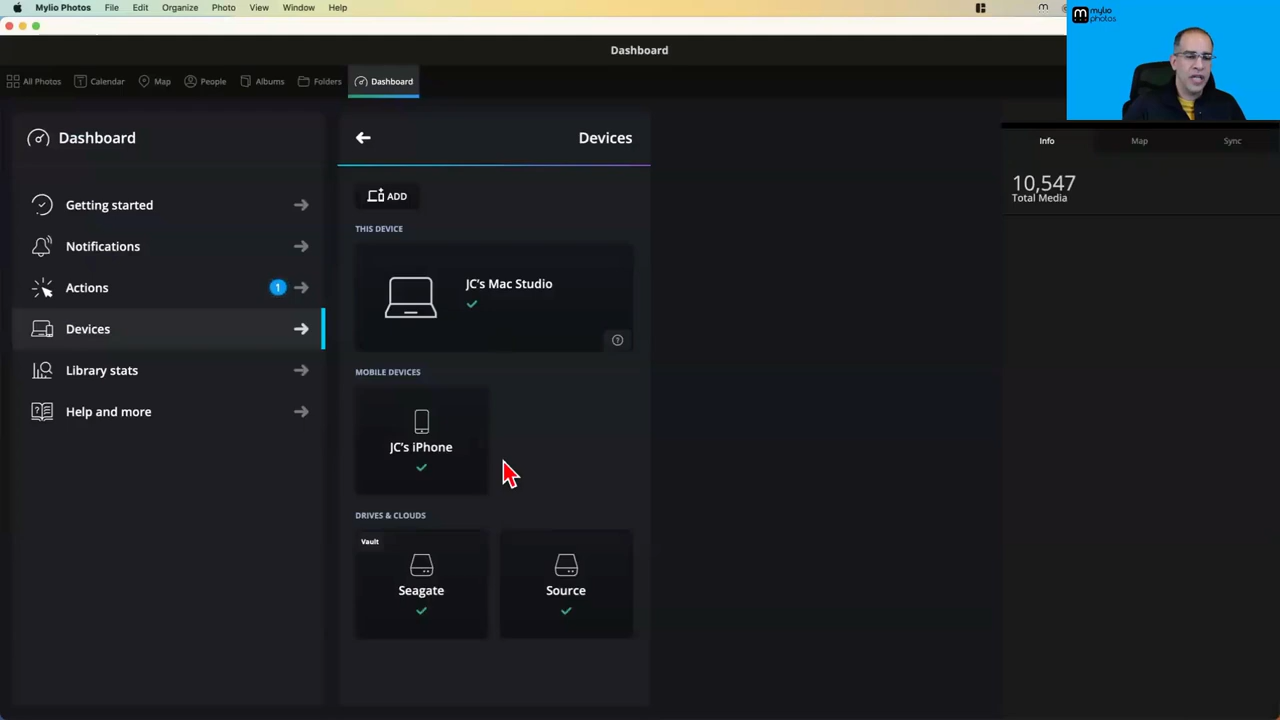 Mylio Photos File Edit Organize Photo View Window Help
mylio
photos
Dashboard
All Photos Calendar Map People Albums Folders Dashboard
Dashboard
Getting started
Notifications
Actions 1
Devices
Library stats
Help and more
Devices
ADD
THIS DEVICE
JC's Mac Studio
?
MOBILE DEVICES
JC's iPhone
DRIVES & CLOUDS
Vault
Seagate
Source
Info Map Sync
10,547
Total Media